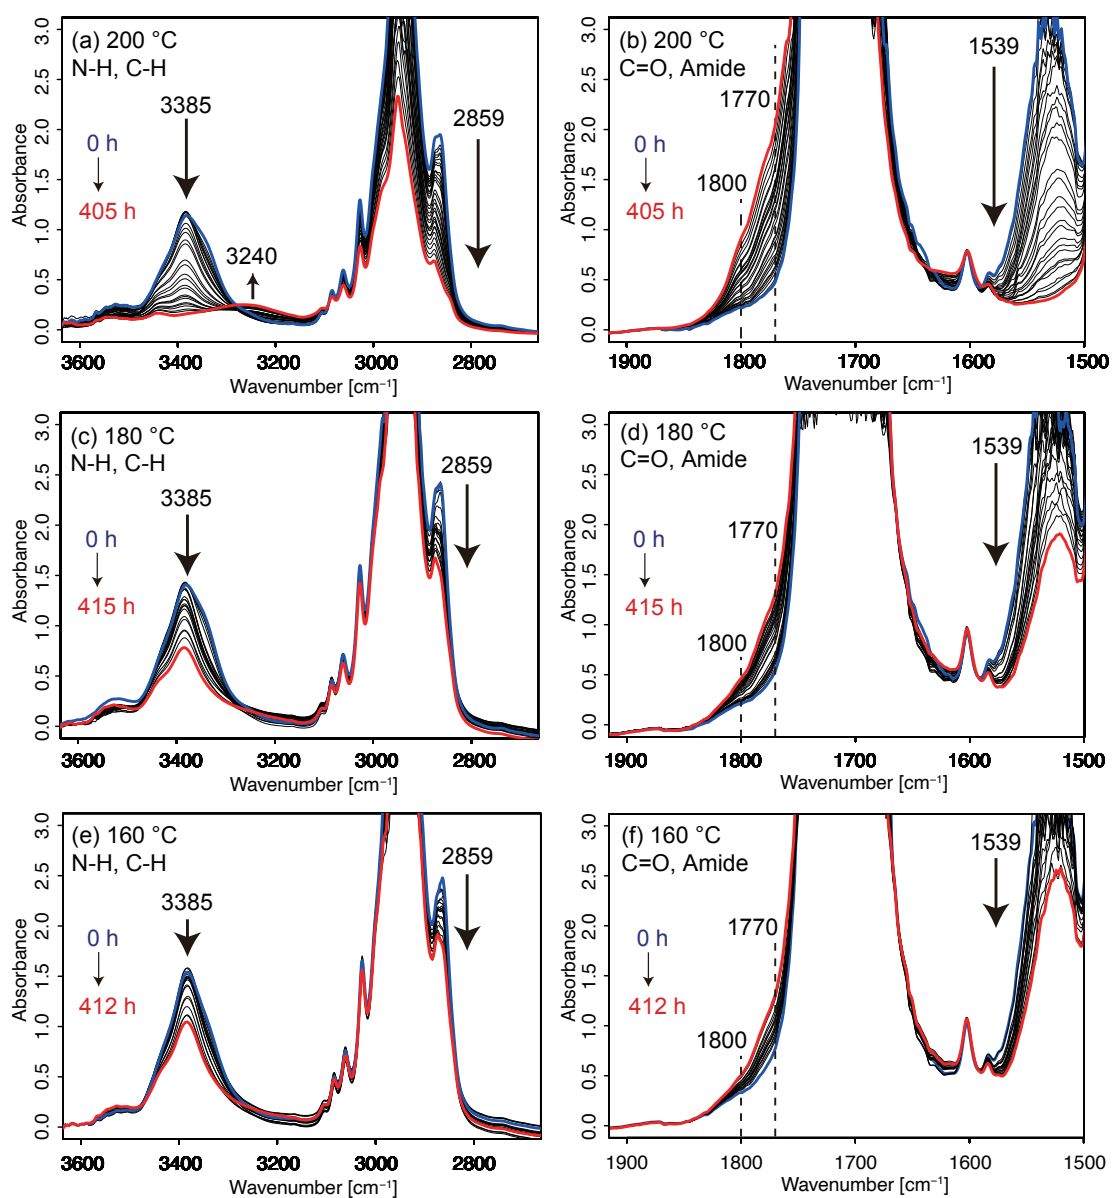 (a) 200 °C
N-H, C-H
3385
2859
0 h
405 h
3240
Absorbance
0.0 0.5 1.0 1.5 2.0 2.5 3.0
3600 3400 3200 3000 2800
Wavenumber [cm⁻¹]
(b) 200 °C
C=O, Amide
1539
1770
1800
0 h
405 h
Absorbance
0.0 0.5 1.0 1.5 2.0 2.5 3.0
1900 1800 1700 1600 1500
Wavenumber [cm⁻¹]
(c) 180 °C
N-H, C-H
3385
2859
0 h
415 h
Absorbance
0.0 0.5 1.0 1.5 2.0 2.5 3.0
3600 3400 3200 3000 2800
Wavenumber [cm⁻¹]
(d) 180 °C
C=O, Amide
1539
1770
1800
0 h
415 h
Absorbance
0.0 0.5 1.0 1.5 2.0 2.5 3.0
1900 1800 1700 1600 1500
Wavenumber [cm⁻¹]
(e) 160 °C
N-H, C-H
3385
2859
0 h
412 h
Absorbance
0.0 0.5 1.0 1.5 2.0 2.5 3.0
3600 3400 3200 3000 2800
Wavenumber [cm⁻¹]
(f) 160 °C
C=O, Amide
1539
1770
1800
0 h
412 h
Absorbance
0.0 0.5 1.0 1.5 2.0 2.5 3.0
1900 1800 1700 1600 1500
Wavenumber [cm⁻¹]